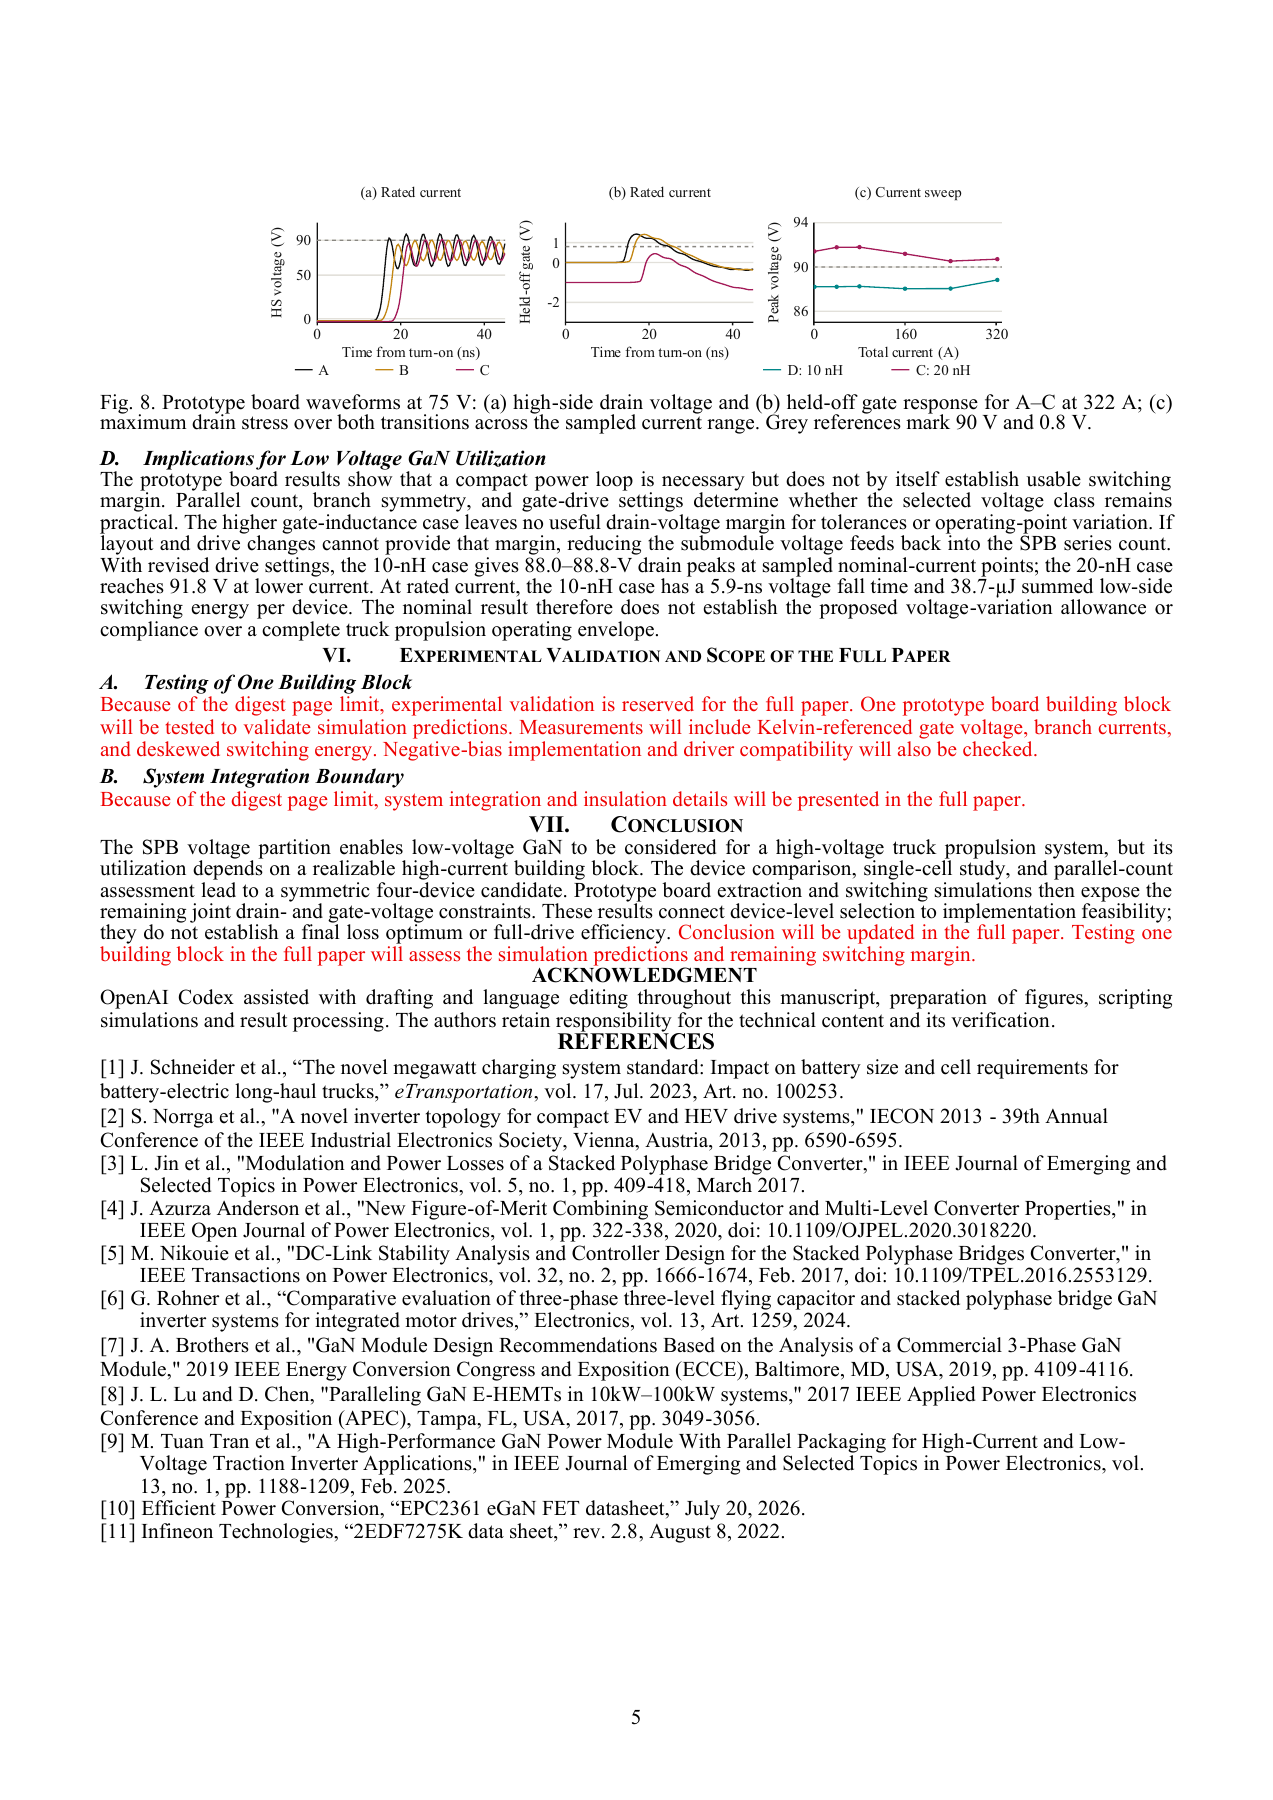 (a) Rated current
(b) Rated current
(c) Current sweep
HS voltage (V)
90
50
0
0
20
40
Time from turn-on (ns)
Held-off gate (V)
1
0
-2
0
20
40
Time from turn-on (ns)
Peak voltage (V)
94
90
86
0
160
320
Total current (A)
A
B
C
D: 10 nH
C: 20 nH
Fig. 8. Prototype board waveforms at 75 V: (a) high-side drain voltage and (b) held-off gate response for A–C at 322 A; (c)
maximum drain stress over both transitions across the sampled current range. Grey references mark 90 V and 0.8 V.
D. Implications for Low Voltage GaN Utilization
The prototype board results show that a compact power loop is necessary but does not by itself establish usable switching
margin. Parallel count, branch symmetry, and gate-drive settings determine whether the selected voltage class remains
practical. The higher gate-inductance case leaves no useful drain-voltage margin for tolerances or operating-point variation. If
layout and drive changes cannot provide that margin, reducing the submodule voltage feeds back into the SPB series count.
With revised drive settings, the 10-nH case gives 88.0–88.8-V drain peaks at sampled nominal-current points; the 20-nH case
reaches 91.8 V at lower current. At rated current, the 10-nH case has a 5.9-ns voltage fall time and 38.7-μJ summed low-side
switching energy per device. The nominal result therefore does not establish the proposed voltage-variation allowance or
compliance over a complete truck propulsion operating envelope.
VI. EXPERIMENTAL VALIDATION AND SCOPE OF THE FULL PAPER
A. Testing of One Building Block
Because of the digest page limit, experimental validation is reserved for the full paper. One prototype board building block
will be tested to validate simulation predictions. Measurements will include Kelvin-referenced gate voltage, branch currents,
and deskewed switching energy. Negative-bias implementation and driver compatibility will also be checked.
B. System Integration Boundary
Because of the digest page limit, system integration and insulation details will be presented in the full paper.
VII. CONCLUSION
The SPB voltage partition enables low-voltage GaN to be considered for a high-voltage truck propulsion system, but its
utilization depends on a realizable high-current building block. The device comparison, single-cell study, and parallel-count
assessment lead to a symmetric four-device candidate. Prototype board extraction and switching simulations then expose the
remaining joint drain- and gate-voltage constraints. These results connect device-level selection to implementation feasibility;
they do not establish a final loss optimum or full-drive efficiency. Conclusion will be updated in the full paper. Testing one
building block in the full paper will assess the simulation predictions and remaining switching margin.
ACKNOWLEDGMENT
OpenAI Codex assisted with drafting and language editing throughout this manuscript, preparation of figures, scripting
simulations and result processing. The authors retain responsibility for the technical content and its verification.
REFERENCES
[1] J. Schneider et al., “The novel megawatt charging system standard: Impact on battery size and cell requirements for
battery-electric long-haul trucks,” eTransportation, vol. 17, Jul. 2023, Art. no. 100253.
[2] S. Norrga et al., "A novel inverter topology for compact EV and HEV drive systems," IECON 2013 - 39th Annual
Conference of the IEEE Industrial Electronics Society, Vienna, Austria, 2013, pp. 6590-6595.
[3] L. Jin et al., "Modulation and Power Losses of a Stacked Polyphase Bridge Converter," in IEEE Journal of Emerging and
Selected Topics in Power Electronics, vol. 5, no. 1, pp. 409-418, March 2017.
[4] J. Azurza Anderson et al., "New Figure-of-Merit Combining Semiconductor and Multi-Level Converter Properties," in
IEEE Open Journal of Power Electronics, vol. 1, pp. 322-338, 2020, doi: 10.1109/OJPEL.2020.3018220.
[5] M. Nikouie et al., "DC-Link Stability Analysis and Controller Design for the Stacked Polyphase Bridges Converter," in
IEEE Transactions on Power Electronics, vol. 32, no. 2, pp. 1666-1674, Feb. 2017, doi: 10.1109/TPEL.2016.2553129.
[6] G. Rohner et al., “Comparative evaluation of three-phase three-level flying capacitor and stacked polyphase bridge GaN
inverter systems for integrated motor drives,” Electronics, vol. 13, Art. 1259, 2024.
[7] J. A. Brothers et al., "GaN Module Design Recommendations Based on the Analysis of a Commercial 3-Phase GaN
Module," 2019 IEEE Energy Conversion Congress and Exposition (ECCE), Baltimore, MD, USA, 2019, pp. 4109-4116.
[8] J. L. Lu and D. Chen, "Paralleling GaN E-HEMTs in 10kW–100kW systems," 2017 IEEE Applied Power Electronics
Conference and Exposition (APEC), Tampa, FL, USA, 2017, pp. 3049-3056.
[9] M. Tuan Tran et al., "A High-Performance GaN Power Module With Parallel Packaging for High-Current and Low-
Voltage Traction Inverter Applications," in IEEE Journal of Emerging and Selected Topics in Power Electronics, vol.
13, no. 1, pp. 1188-1209, Feb. 2025.
[10] Efficient Power Conversion, “EPC2361 eGaN FET datasheet,” July 20, 2026.
[11] Infineon Technologies, “2EDF7275K data sheet,” rev. 2.8, August 8, 2022.
5